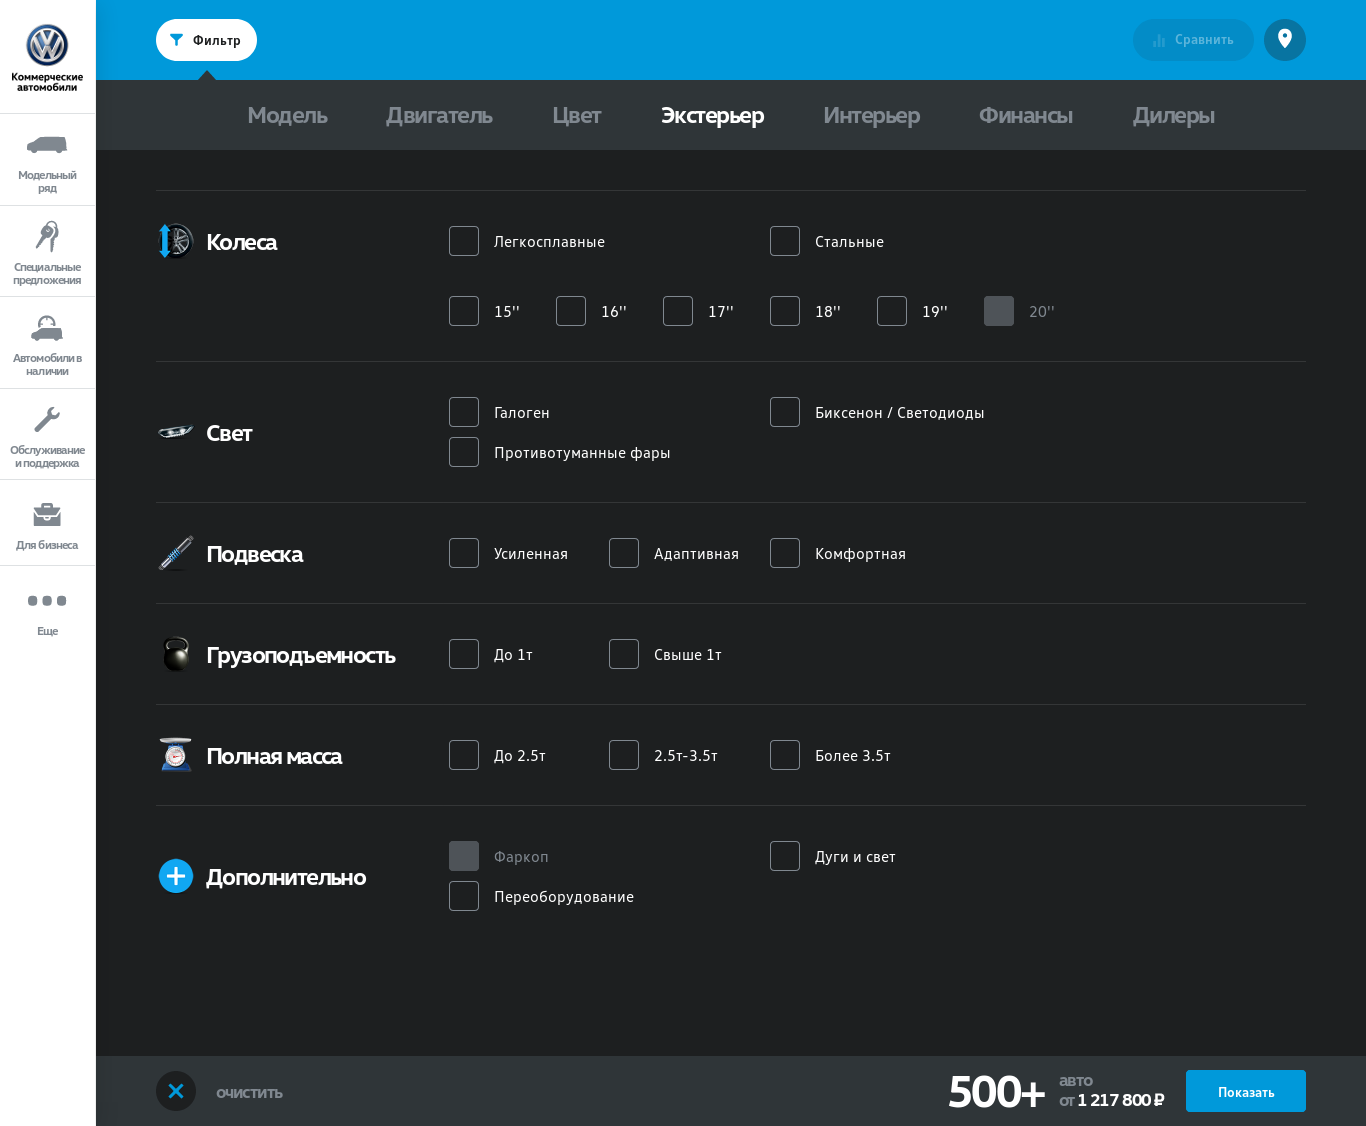 Коммерческие
автомобили
Модельный
ряд
Специальные
предложения
Автомобили в
наличии
Обслуживание
и поддержка
Для бизнеса
Еще
Фильтр
Сравнить
Модель Двигатель Цвет Экстерьер Интерьер Финансы Дилеры
Колеса
Легкосплавные Стальные
15'' 16'' 17'' 18'' 19'' 20''
Свет
Галоген Биксенон / Светодиоды
Противотуманные фары
Подвеска
Усиленная Адаптивная Комфортная
Грузоподъемность
До 1т Свыше 1т
Полная масса
До 2.5т 2.5т-3.5т Более 3.5т
Дополнительно
Фаркоп Дуги и свет
Переоборудование
очистить
500+
авто
от 1 217 800 ₽
Показать